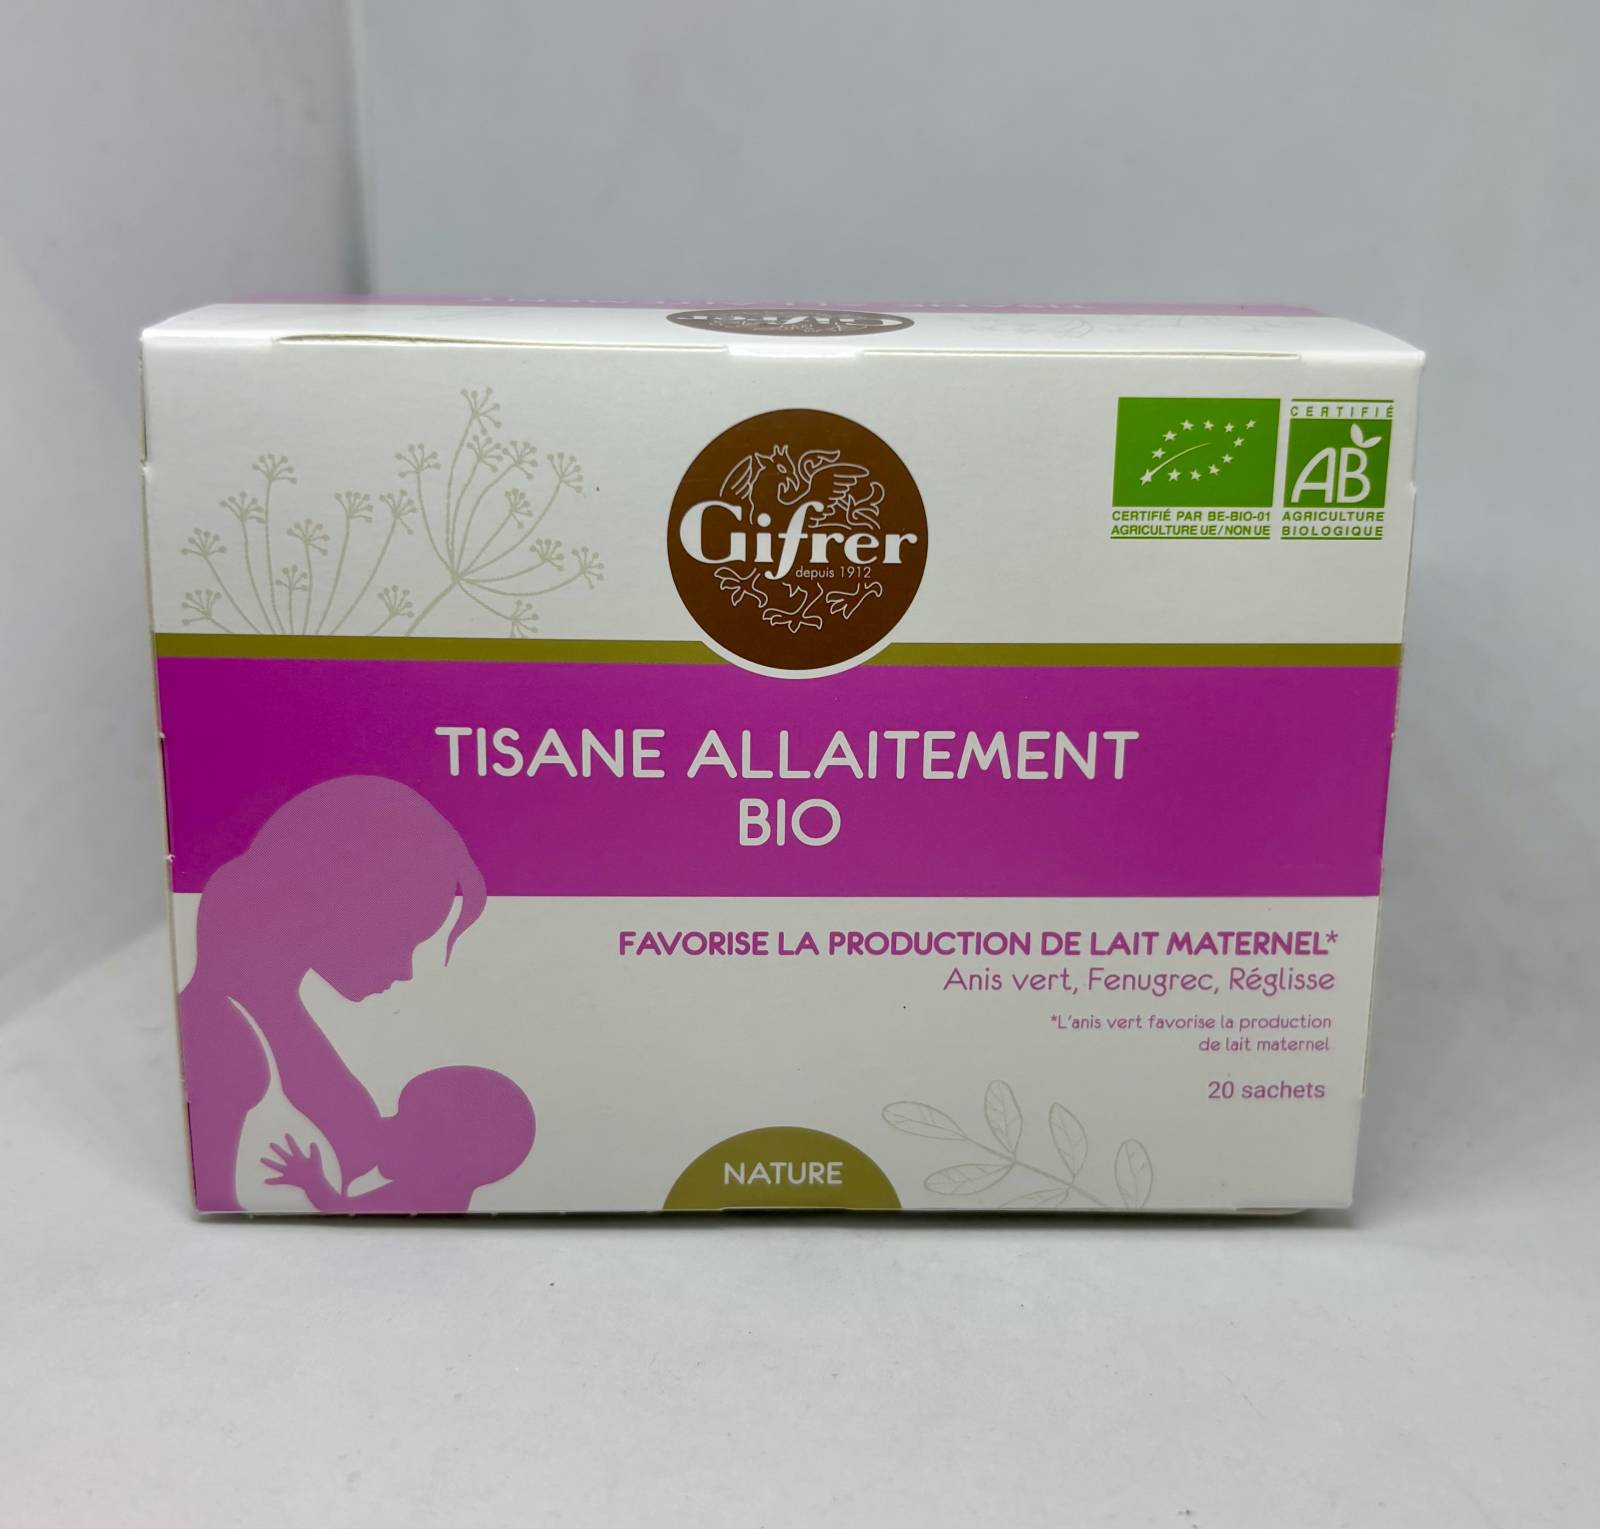 Gifrer
depuis 1912
CERTIFIÉ
AB
CERTIFIÉ PAR BE-BIO-01
AGRICULTURE UE/NON UE
AGRICULTURE
BIOLOGIQUE
TISANE ALLAITEMENT
BIO
FAVORISE LA PRODUCTION DE LAIT MATERNEL*
Anis vert, Fenugrec, Réglisse
*L'anis vert favorise la production
de lait maternel
20 sachets
NATURE